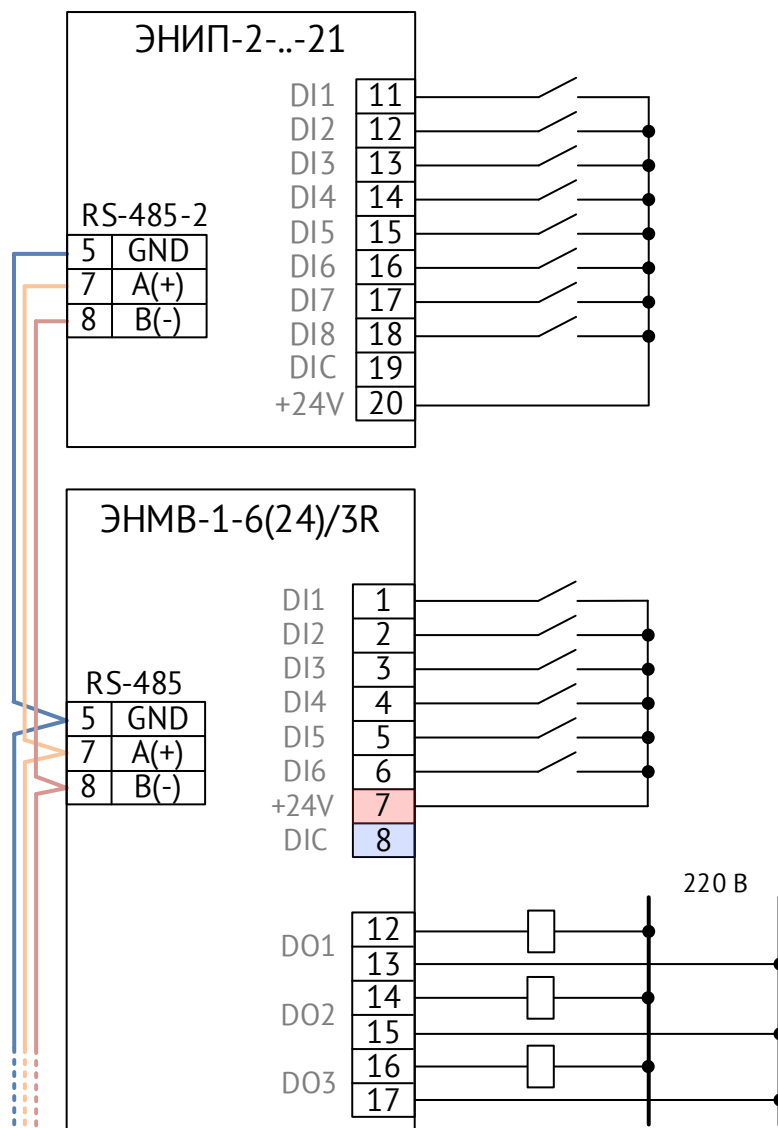 ЭНИП-2-..-21
DI1 11
DI2 12
DI3 13
DI4 14
DI5 15
DI6 16
DI7 17
DI8 18
DIC 19
+24V 20
RS-485-2
5 GND
7 A(+)
8 B(-)
ЭНМВ-1-6(24)/3R
DI1 1
DI2 2
DI3 3
DI4 4
DI5 5
DI6 6
+24V 7
DIC 8
RS-485
5 GND
7 A(+)
8 B(-)
220 В
DO1 12
13
DO2 14
15
DO3 16
17